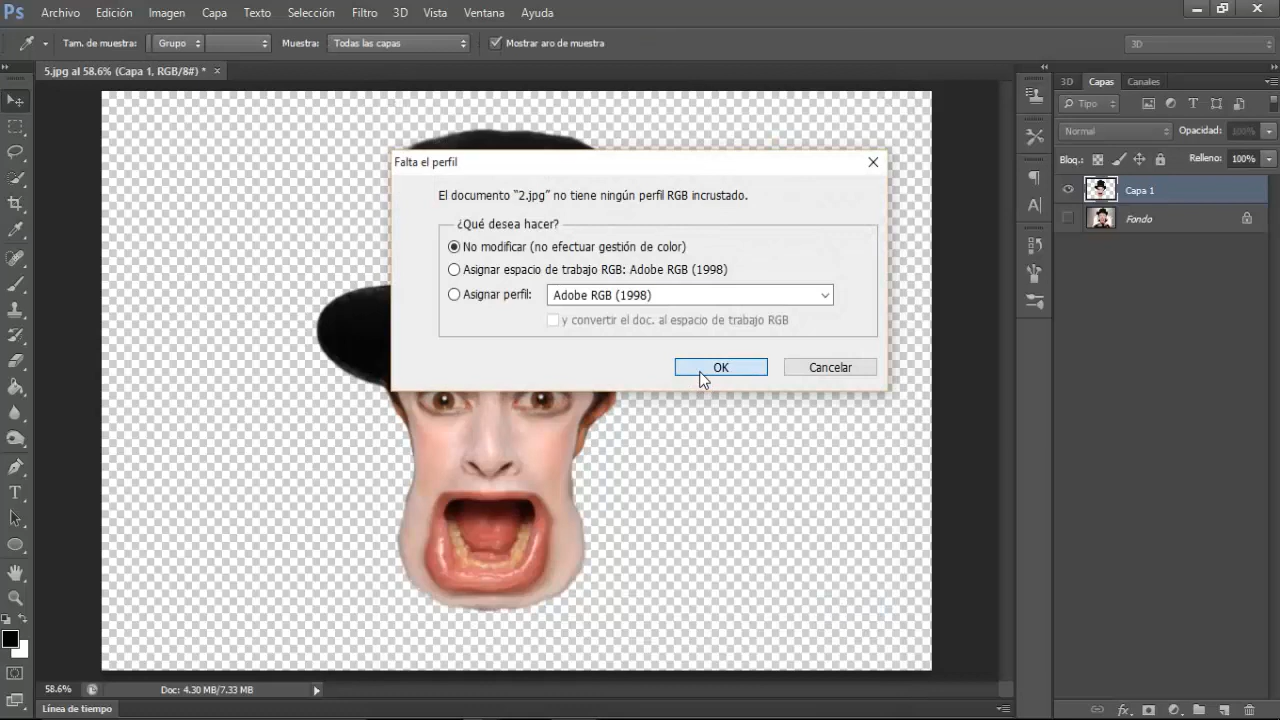 Ps Archivo Edición Imagen Capa Texto Selección Filtro 3D Vista Ventana Ayuda
Tam. de muestra: Grupo Muestra: Todas las capas Mostrar aro de muestra 3D
5.jpg al 58.6% (Capa 1, RGB/8#) * ×
3D Capas Canales
Tipo
Normal Opacidad: 100%
Bloq.: Relleno: 100%
Capa 1
Fondo
Falta el perfil
El documento "2.jpg" no tiene ningún perfil RGB incrustado.
¿Qué desea hacer?
No modificar (no efectuar gestión de color)
Asignar espacio de trabajo RGB: Adobe RGB (1998)
Asignar perfil: Adobe RGB (1998)
y convertir el doc. al espacio de trabajo RGB
OK Cancelar
58.6% Doc: 4.30 MB/7.33 MB
Línea de tiempo